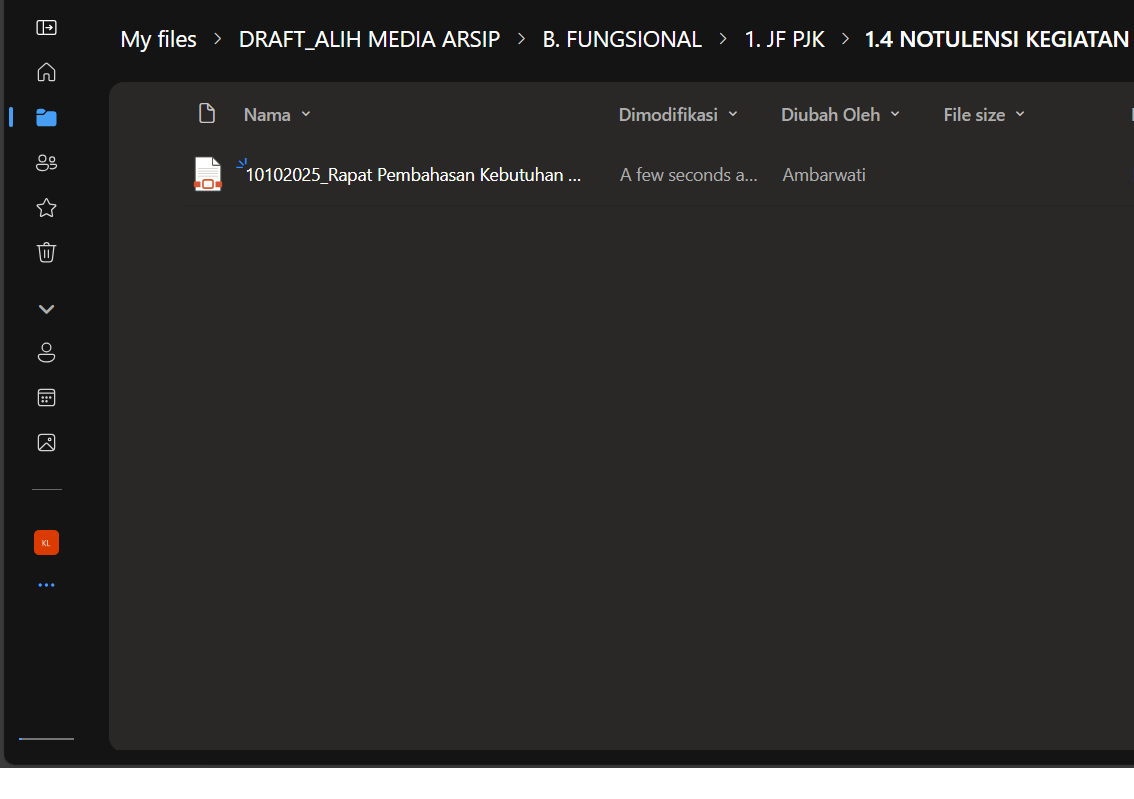 My files > DRAFT_ALIH MEDIA ARSIP > B. FUNGSIONAL > 1. JF PJK > 1.4 NOTULENSI KEGIATAN
Nama Dimodifikasi Diubah Oleh File size
10102025_Rapat Pembahasan Kebutuhan ... A few seconds a... Ambarwati
KL